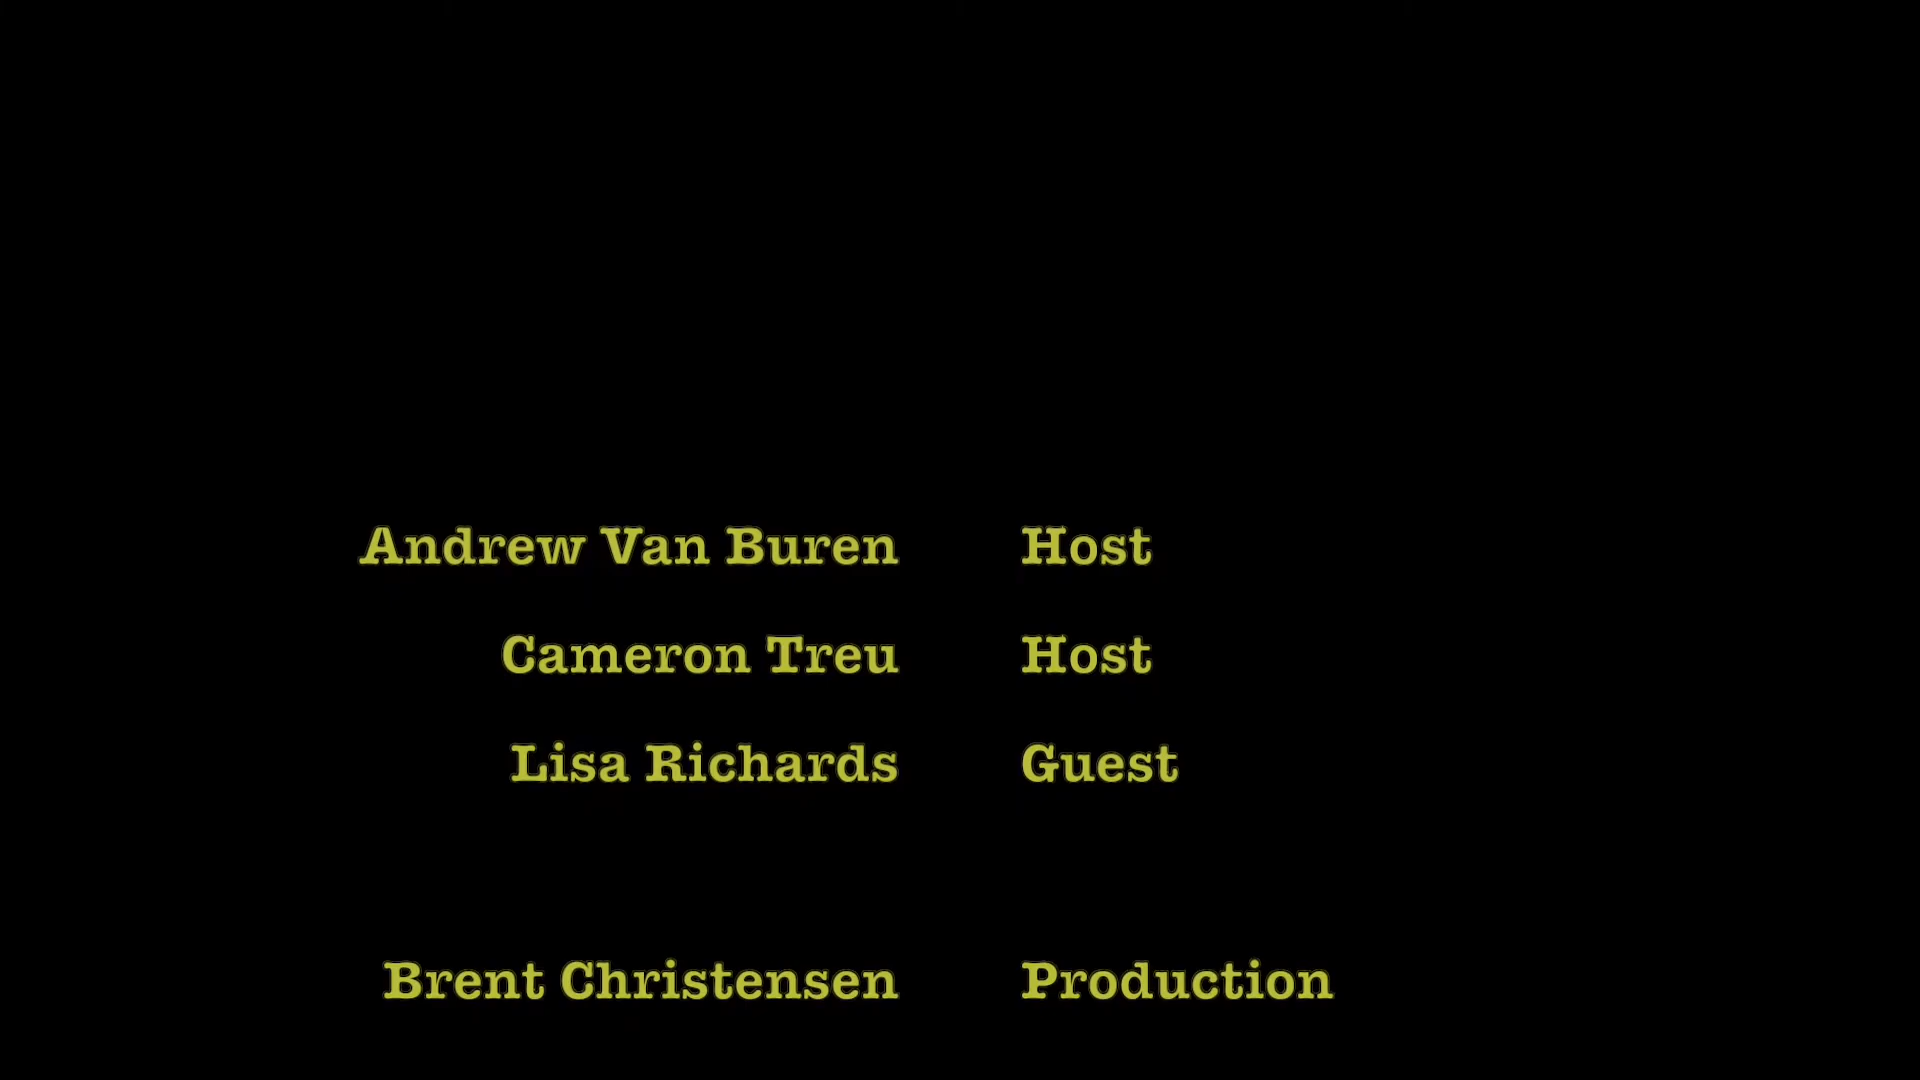 Andrew Van Buren Host
Cameron Treu Host
Lisa Richards Guest
Brent Christensen Production